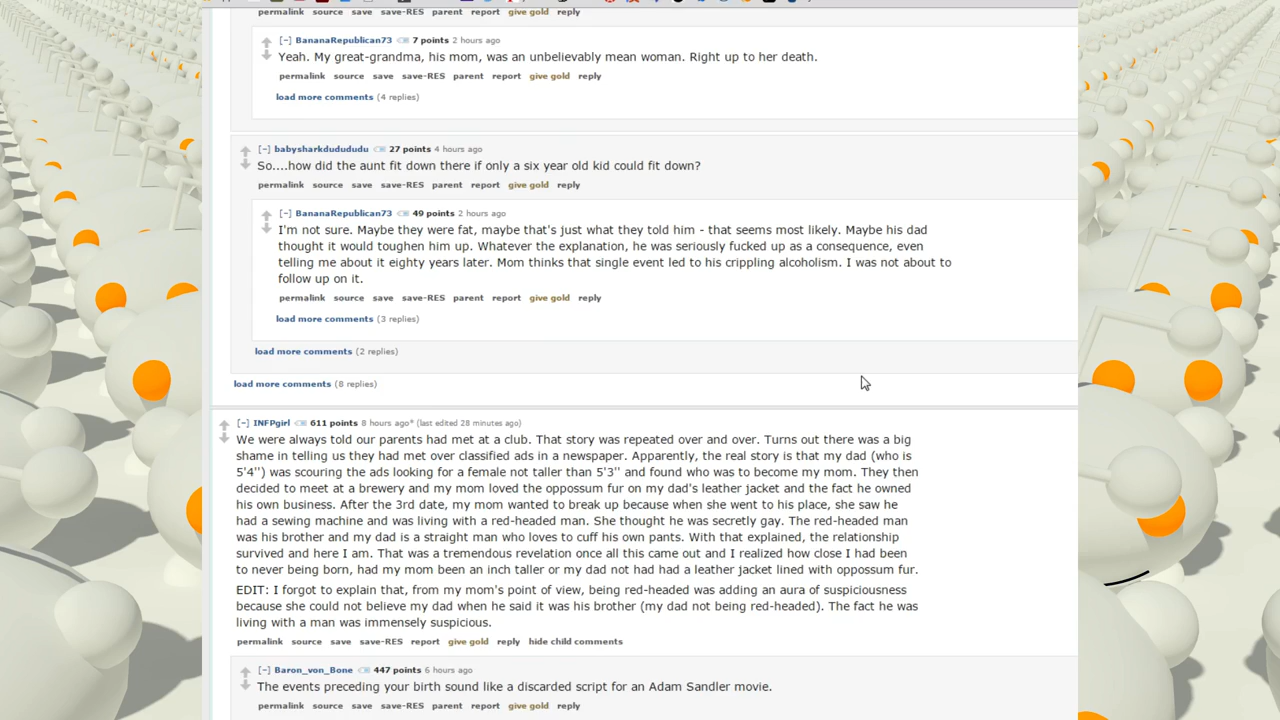 permalink source save save-RES parent report give gold reply
[–] BananaRepublican73 7 points 2 hours ago
Yeah. My great-grandma, his mom, was an unbelievably mean woman. Right up to her death.
permalink source save save-RES parent report give gold reply
load more comments (4 replies)
[–] babysharkdudududu 27 points 4 hours ago
So....how did the aunt fit down there if only a six year old kid could fit down?
permalink source save save-RES parent report give gold reply
[–] BananaRepublican73 49 points 2 hours ago
I'm not sure. Maybe they were fat, maybe that's just what they told him - that seems most likely. Maybe his dad
thought it would toughen him up. Whatever the explanation, he was seriously fucked up as a consequence, even
telling me about it eighty years later. Mom thinks that single event led to his crippling alcoholism. I was not about to
follow up on it.
permalink source save save-RES parent report give gold reply
load more comments (3 replies)
load more comments (2 replies)
load more comments (8 replies)
[–] INFPgirl 611 points 8 hours ago* (last edited 28 minutes ago)
We were always told our parents had met at a club. That story was repeated over and over. Turns out there was a big
shame in telling us they had met over classified ads in a newspaper. Apparently, the real story is that my dad (who is
5'4'') was scouring the ads looking for a female not taller than 5'3'' and found who was to become my mom. They then
decided to meet at a brewery and my mom loved the oppossum fur on my dad's leather jacket and the fact he owned
his own business. After the 3rd date, my mom wanted to break up because when she went to his place, she saw he
had a sewing machine and was living with a red-headed man. She thought he was secretly gay. The red-headed man
was his brother and my dad is a straight man who loves to cuff his own pants. With that explained, the relationship
survived and here I am. That was a tremendous revelation once all this came out and I realized how close I had been
to never being born, had my mom been an inch taller or my dad not had had a leather jacket lined with oppossum fur.
EDIT: I forgot to explain that, from my mom's point of view, being red-headed was adding an aura of suspiciousness
because she could not believe my dad when he said it was his brother (my dad not being red-headed). The fact he was
living with a man was immensely suspicious.
permalink source save save-RES report give gold reply hide child comments
[–] Baron_von_Bone 447 points 6 hours ago
The events preceding your birth sound like a discarded script for an Adam Sandler movie.
permalink source save save-RES parent report give gold reply